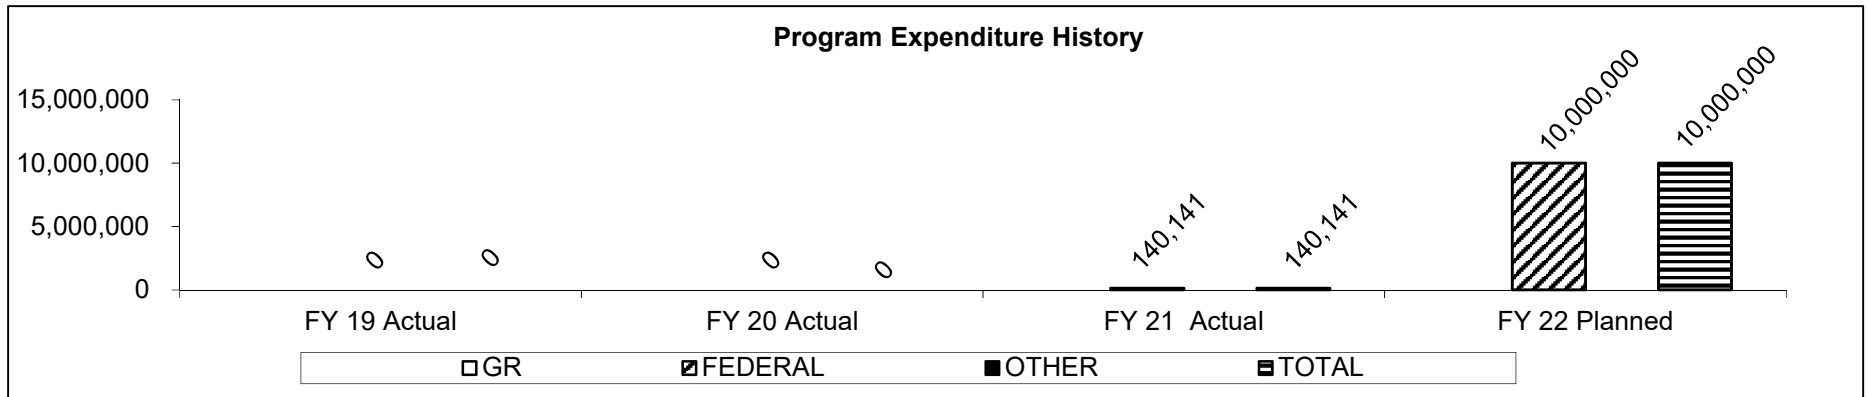 Program Expenditure History
15,000,000
10,000,000
5,000,000
0
0 0 0 0 140,141 140,141 10,000,000 10,000,000
FY 19 Actual FY 20 Actual FY 21 Actual FY 22 Planned
GR FEDERAL OTHER TOTAL